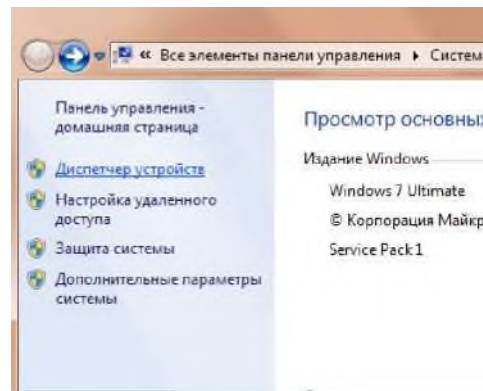 « Все элементы панели управления ▸ Систем
Панель управления -
домашняя страница
Диспетчер устройств
Настройка удаленного
доступа
Защита системы
Дополнительные параметры
системы
Просмотр основных
Издание Windows
Windows 7 Ultimate
© Корпорация Майкр
Service Pack 1